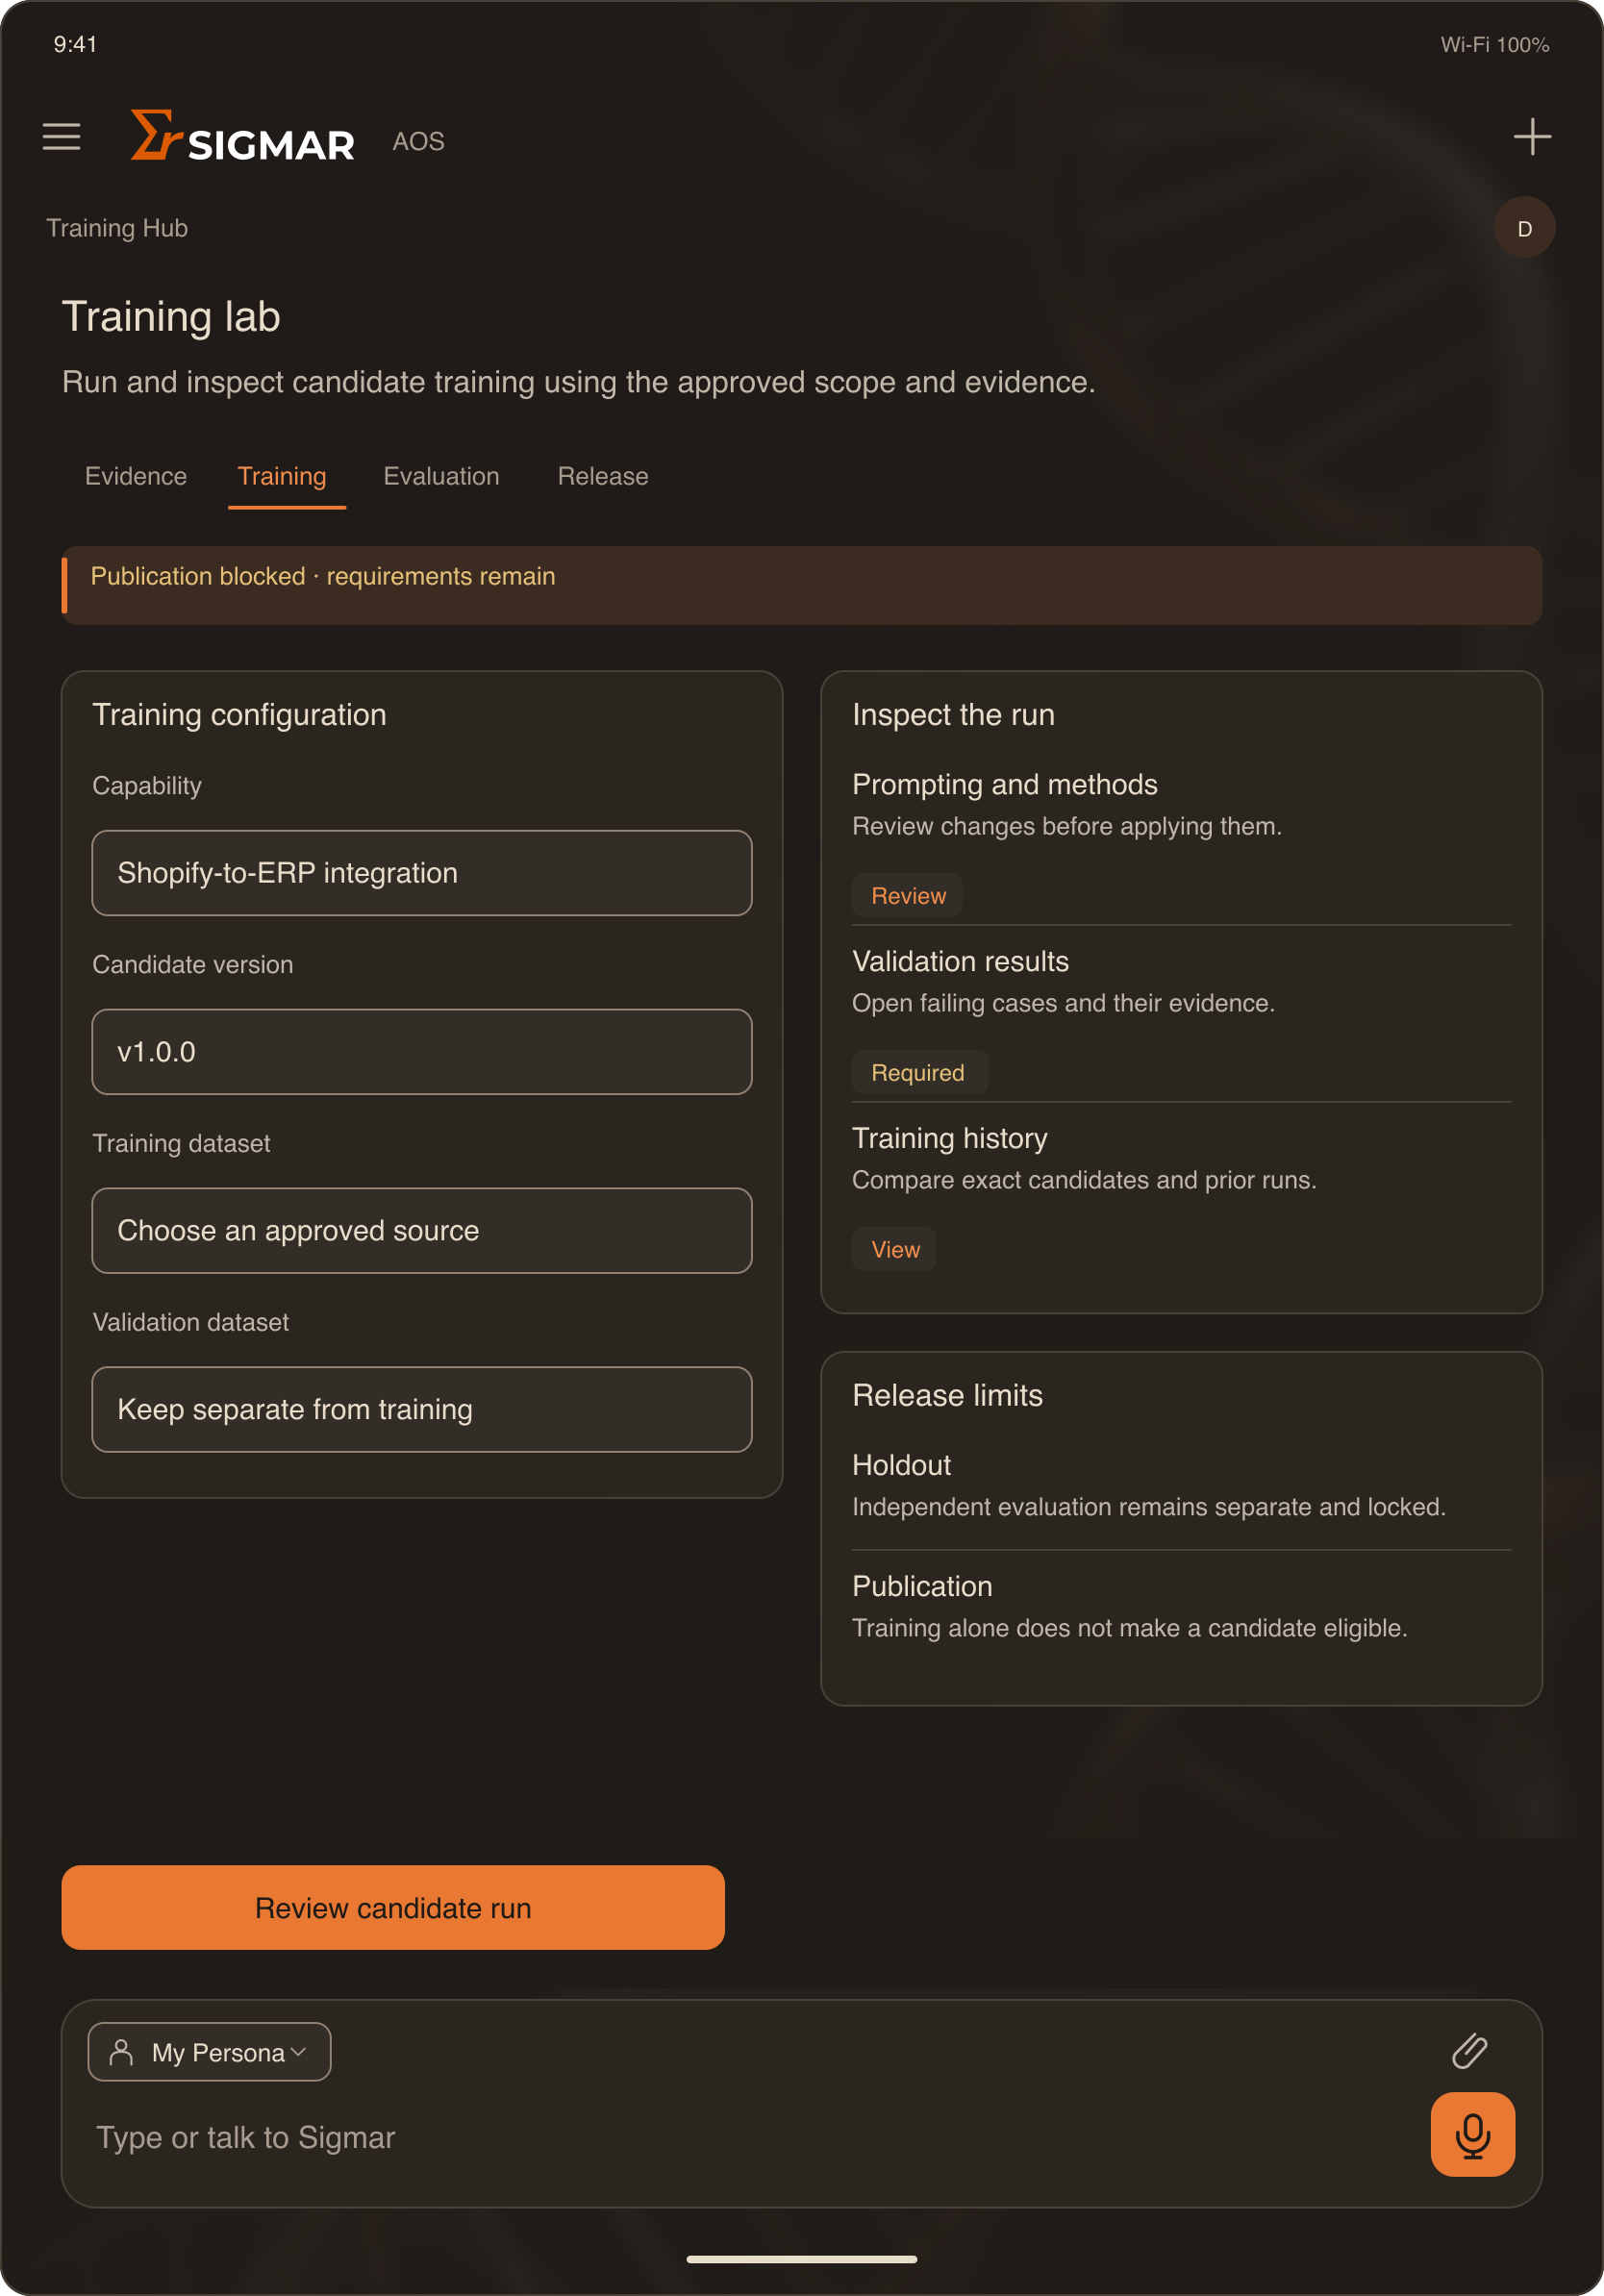 9:41
Wi-Fi 100%
Σr SIGMAR
AOS
Training Hub
D
Training lab
Run and inspect candidate training using the approved scope and evidence.
Evidence
Training
Evaluation
Release
Publication blocked · requirements remain
Training configuration
Capability
Shopify-to-ERP integration
Candidate version
v1.0.0
Training dataset
Choose an approved source
Validation dataset
Keep separate from training
Inspect the run
Prompting and methods
Review changes before applying them.
Review
Validation results
Open failing cases and their evidence.
Required
Training history
Compare exact candidates and prior runs.
View
Release limits
Holdout
Independent evaluation remains separate and locked.
Publication
Training alone does not make a candidate eligible.
Review candidate run
My Persona
Type or talk to Sigmar